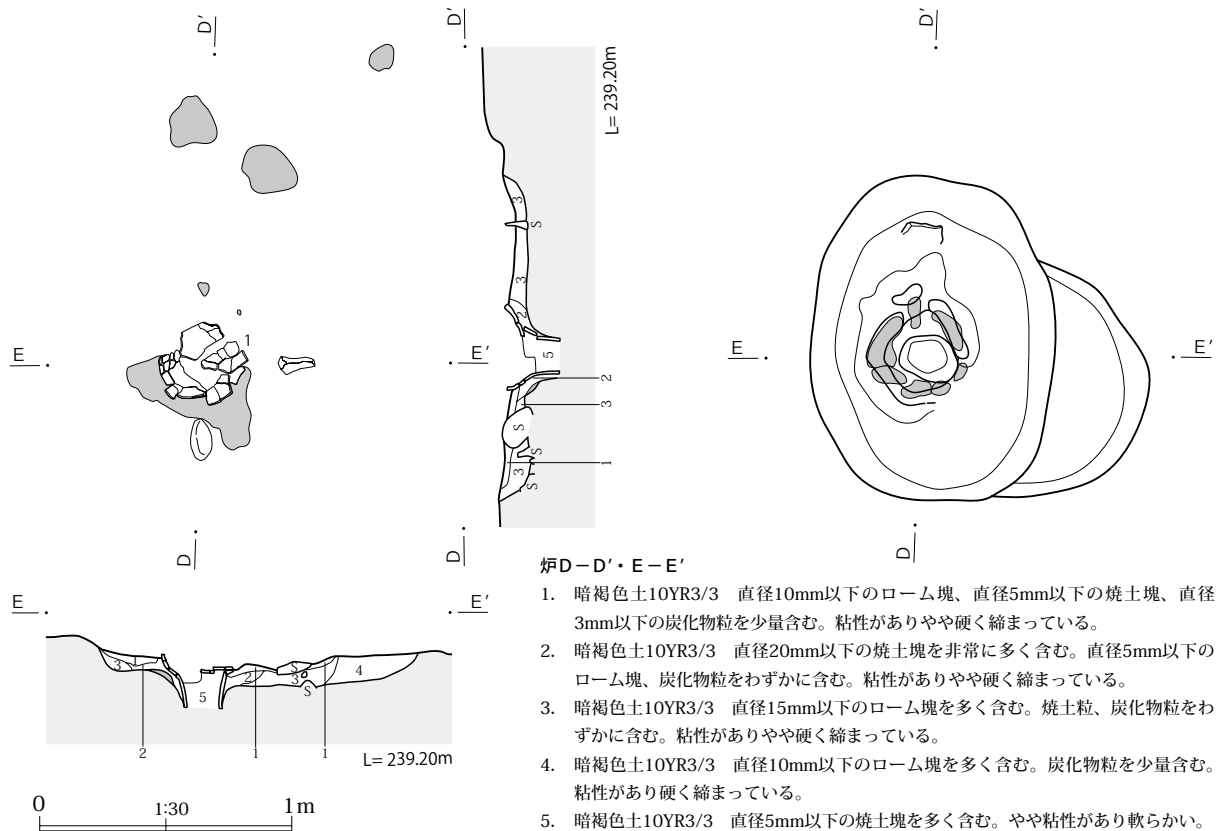 D′
D′
D′
L= 239.20m
3
S
3
2
1
5
E
E′
E
E′
2
3
S
S
3
1
S
D
D
D
E
E′
3
1
S
4
2
3
5
S
2
1
1
L= 239.20m
0
1:30
1m
炉D－D′・E－E′
1. 暗褐色土10YR3/3　直径10mm以下のローム塊、直径5mm以下の焼土塊、直径
3mm以下の炭化物粒を少量含む。粘性がありやや硬く締まっている。
2. 暗褐色土10YR3/3　直径20mm以下の焼土塊を非常に多く含む。直径5mm以下の
ローム塊、炭化物粒をわずかに含む。粘性がありやや硬く締まっている。
3. 暗褐色土10YR3/3　直径15mm以下のローム塊を多く含む。焼土粒、炭化物粒をわ
ずかに含む。粘性がありやや硬く締まっている。
4. 暗褐色土10YR3/3　直径10mm以下のローム塊を多く含む。炭化物粒を少量含む。
粘性があり硬く締まっている。
5. 暗褐色土10YR3/3　直径5mm以下の焼土塊を多く含む。やや粘性があり軟らかい。